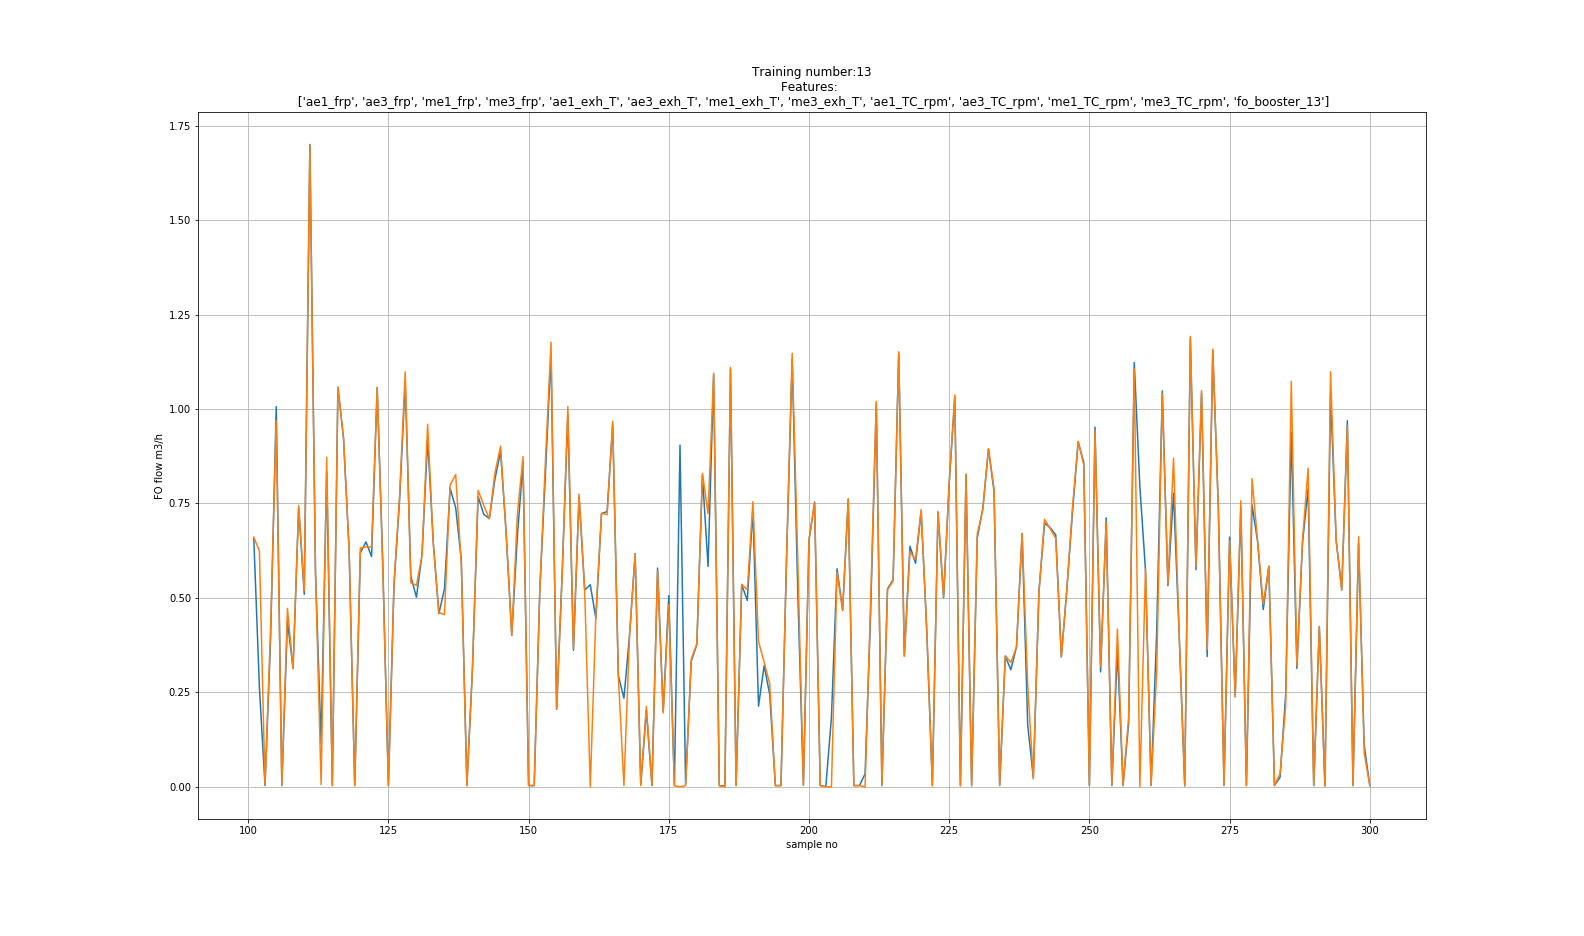 Training number:13
Features:
['ae1_frp', 'ae3_frp', 'me1_frp', 'me3_frp', 'ae1_exh_T', 'ae3_exh_T', 'me1_exh_T', 'me3_exh_T', 'ae1_TC_rpm', 'ae3_TC_rpm', 'me1_TC_rpm', 'me3_TC_rpm', 'fo_booster_13']
1.75
1.50
1.25
1.00
0.75
0.50
0.25
0.00
FO flow m3/h
100 125 150 175 200 225 250 275 300
sample no